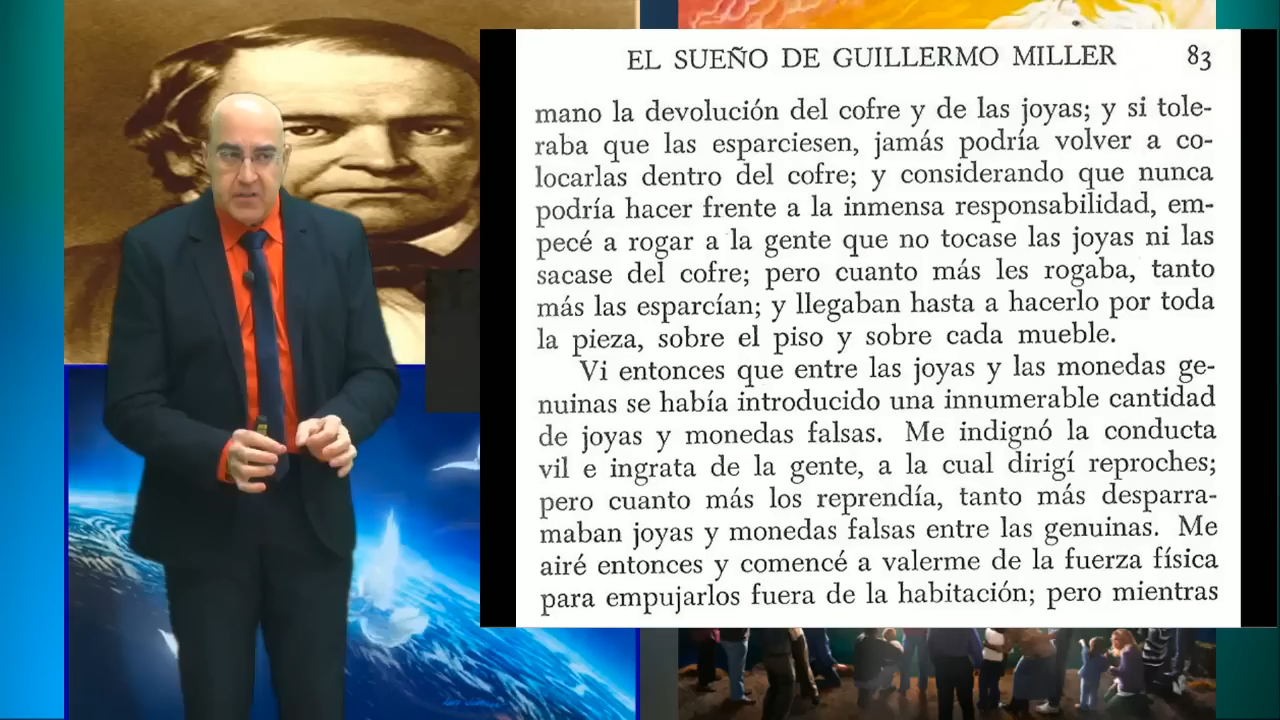 EL SUEÑO DE GUILLERMO MILLER 83
mano la devolución del cofre y de las joyas; y si tole-
raba que las esparciesen, jamás podría volver a co-
locarlas dentro del cofre; y considerando que nunca
podría hacer frente a la inmensa responsabilidad, em-
pecé a rogar a la gente que no tocase las joyas ni las
sacase del cofre; pero cuanto más les rogaba, tanto
más las esparcían; y llegaban hasta a hacerlo por toda
la pieza, sobre el piso y sobre cada mueble.
Vi entonces que entre las joyas y las monedas ge-
nuinas se había introducido una innumerable cantidad
de joyas y monedas falsas. Me indignó la conducta
vil e ingrata de la gente, a la cual dirigí reproches;
pero cuanto más los reprendía, tanto más desparra-
maban joyas y monedas falsas entre las genuinas. Me
airé entonces y comencé a valerme de la fuerza física
para empujarlos fuera de la habitación; pero mientras